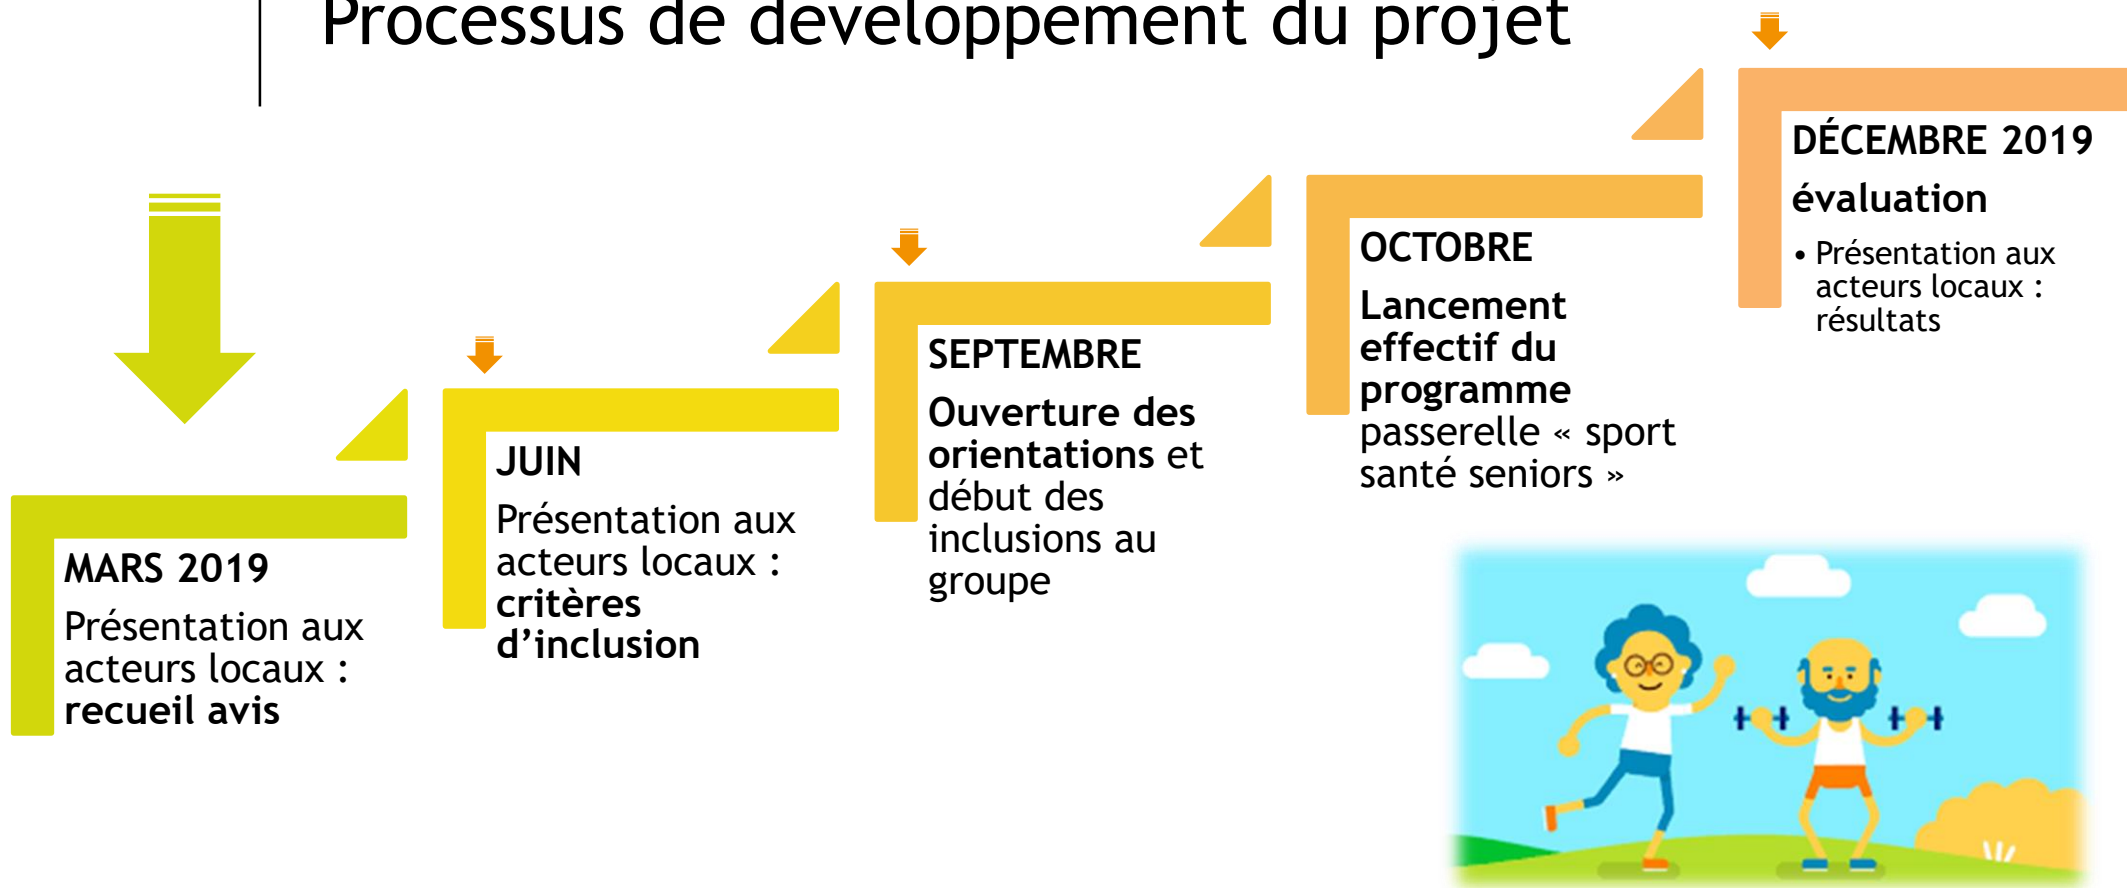 Processus de développement du projet
MARS 2019
Présentation aux
acteurs locaux :
recueil avis
JUIN
Présentation aux
acteurs locaux :
critères
d’inclusion
SEPTEMBRE
Ouverture des
orientations et
début des
inclusions au
groupe
OCTOBRE
Lancement
effectif du
programme
passerelle « sport
santé seniors »
DÉCEMBRE 2019
évaluation
• Présentation aux
acteurs locaux :
résultats